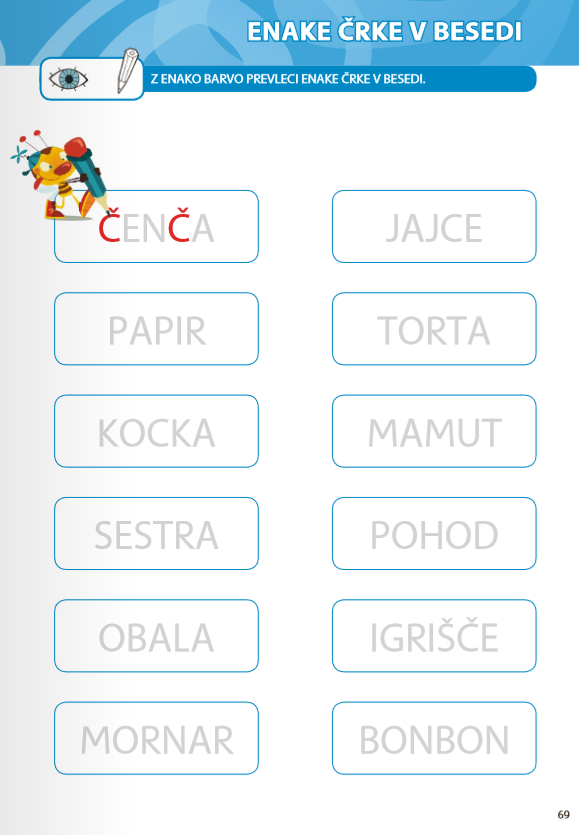 ENAKE ČRKE V BESEDI
Z ENAKO BARVO PREVLECI ENAKE ČRKE V BESEDI.
ČENČA
JAJCE
PAPIR
TORTA
KOCKA
MAMUT
SESTRA
POHOD
OBALA
IGRIŠČE
MORNAR
BONBON
69